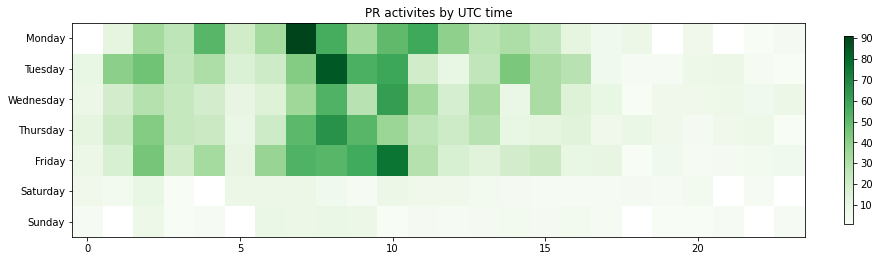 PR activites by UTC time
Monday
Tuesday
Wednesday
Thursday
Friday
Saturday
Sunday
0 5 10 15 20
90
80
70
60
50
40
30
20
10